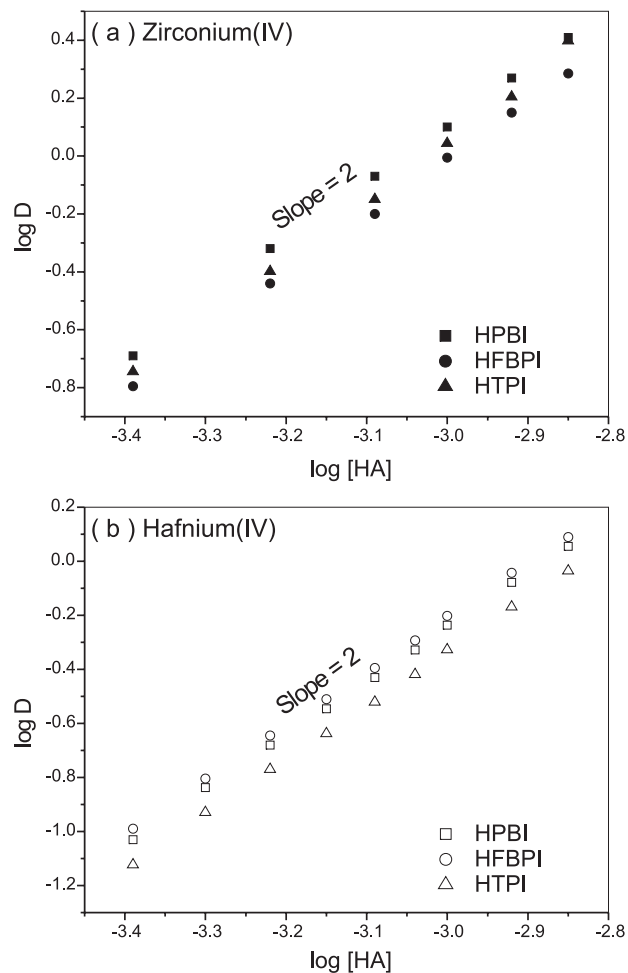 ( a ) Zirconium(IV)
0.4
0.2
0.0
-0.2
-0.4
-0.6
-0.8
log D
Slope = 2
HPBI
HFBPI
HTPI
-3.4 -3.3 -3.2 -3.1 -3.0 -2.9 -2.8
log [HA]
( b ) Hafnium(IV)
0.2
0.0
-0.2
-0.4
-0.6
-0.8
-1.0
-1.2
log D
Slope = 2
HPBI
HFBPI
HTPI
-3.4 -3.3 -3.2 -3.1 -3.0 -2.9 -2.8
log [HA]